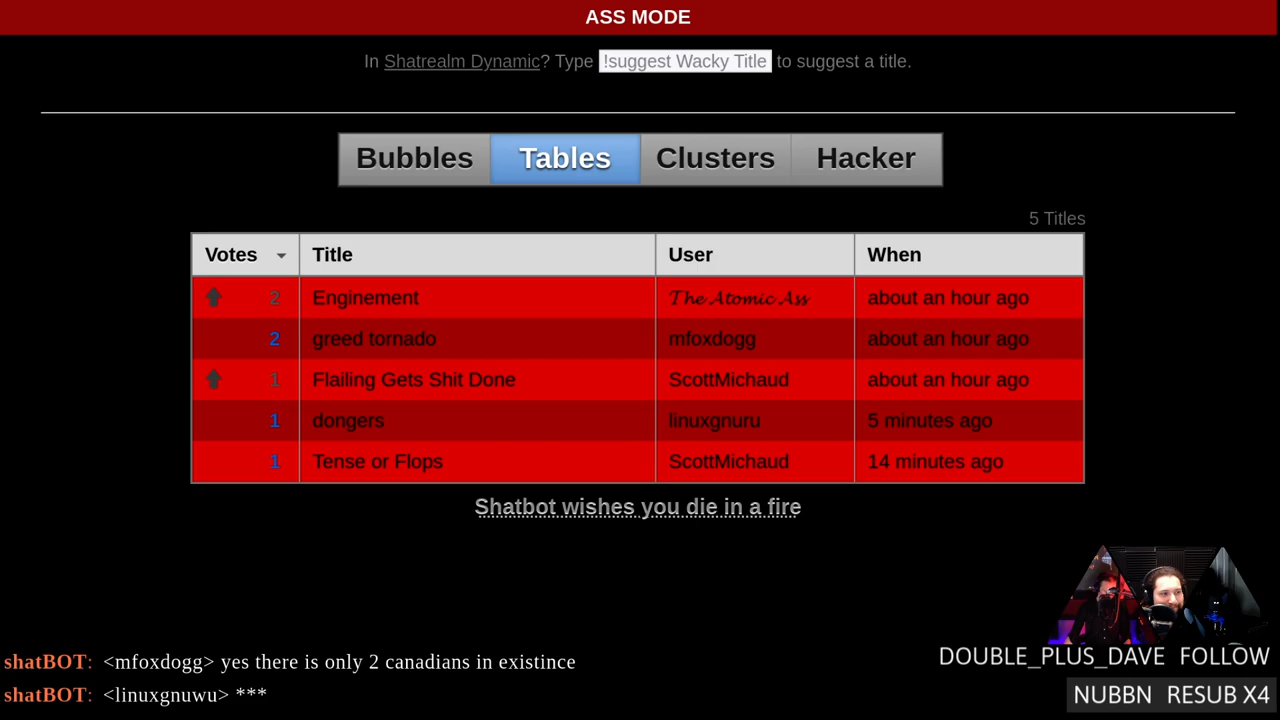 ASS MODE
In Shatrealm Dynamic? Type !suggest Wacky Title to suggest a title.
Bubbles Tables Clusters Hacker
5 Titles
Votes Title User When
2 Enginement 𝓣𝓱𝓮 𝓐𝓽𝓸𝓶𝓲𝓬 𝓐𝓼𝓼 about an hour ago
2 greed tornado mfoxdogg about an hour ago
1 Flailing Gets Shit Done ScottMichaud about an hour ago
1 dongers linuxgnuru 5 minutes ago
1 Tense or Flops ScottMichaud 14 minutes ago
Shatbot wishes you die in a fire
DOUBLE_PLUS_DAVE FOLLOW
NUBBN RESUB X4
shatBOT: <mfoxdogg> yes there is only 2 canadians in existince
shatBOT: <linuxgnuwu> ***